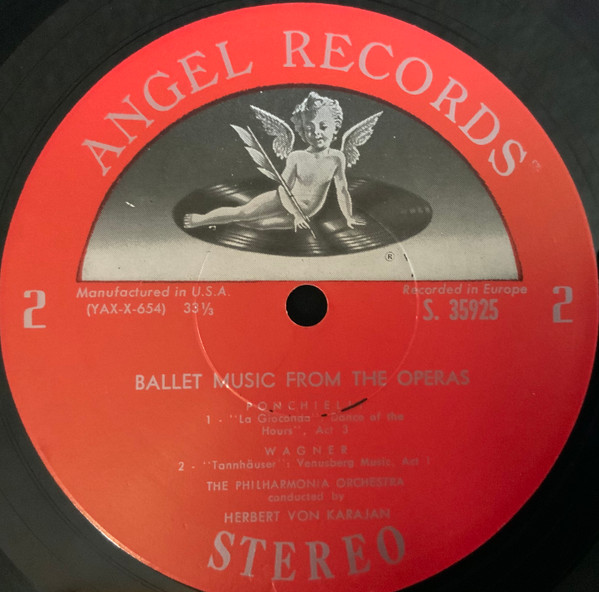 ANGEL RECORDS
®
2
2
Manufactured in U.S.A.
Recorded in Europe
(YAX-X-654) 33⅓
S. 35925
BALLET MUSIC FROM THE OPERAS
PONCHIELLI
1 - "La Gioconda" Dance of the
Hours", Act 3
WAGNER
2 - "Tannhäuser": Venusberg Music, Act 1
THE PHILHARMONIA ORCHESTRA
conducted by
HERBERT VON KARAJAN
STEREO